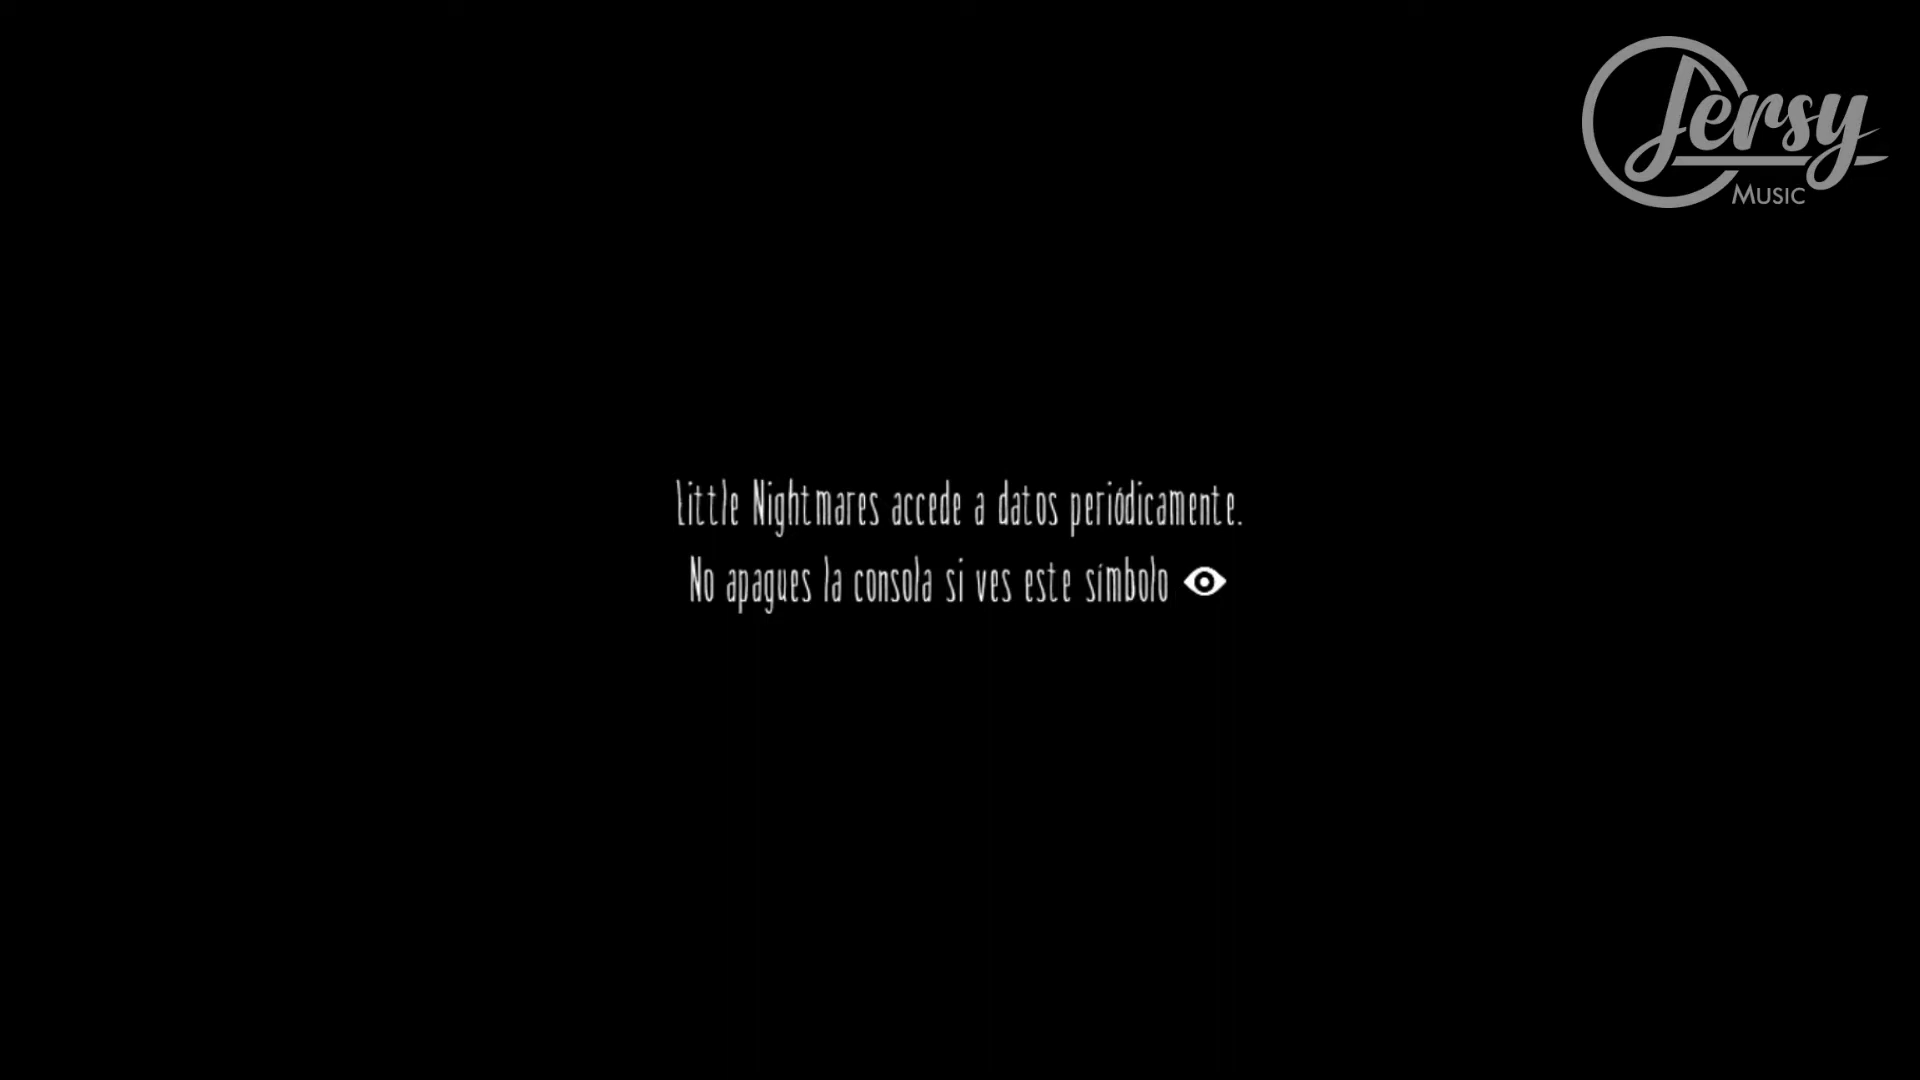 Jersy
MUSIC
Little Nightmares accede a datos periódicamente.
No apagues la consola si ves este símbolo